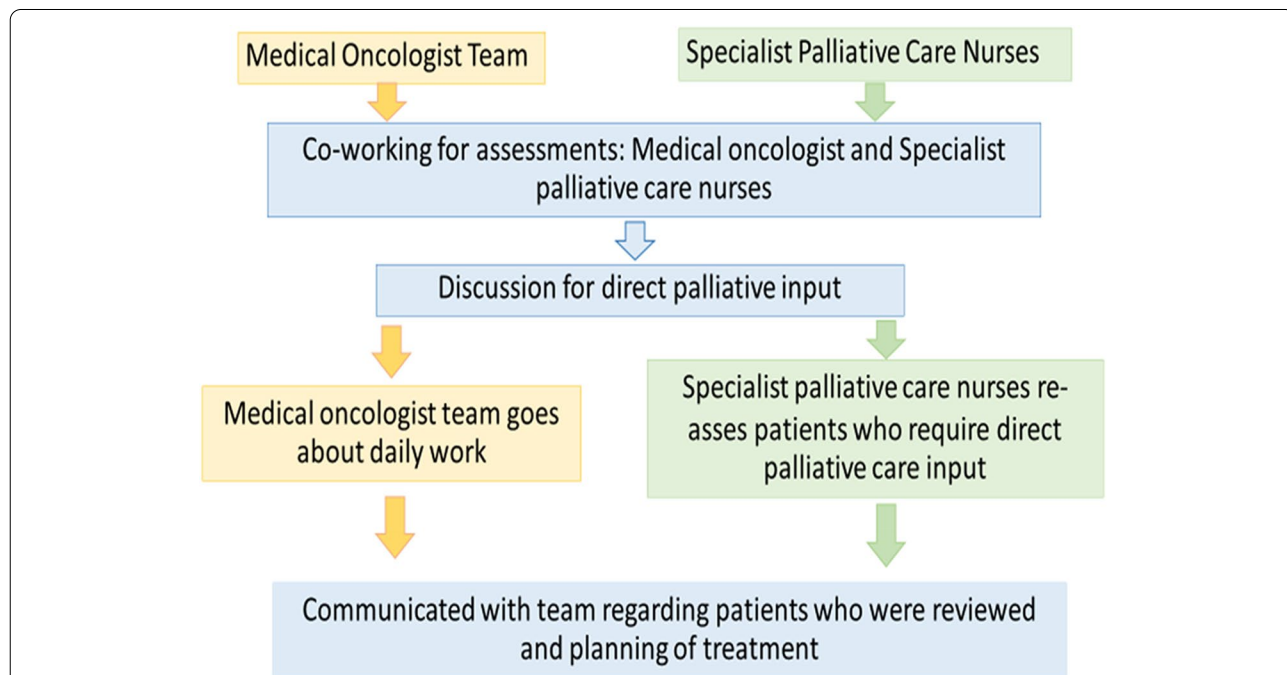 Medical Oncologist Team
Specialist Palliative Care Nurses
Co-working for assessments: Medical oncologist and Specialist
palliative care nurses
Discussion for direct palliative input
Medical oncologist team goes
about daily work
Specialist palliative care nurses re-
asses patients who require direct
palliative care input
Communicated with team regarding patients who were reviewed
and planning of treatment